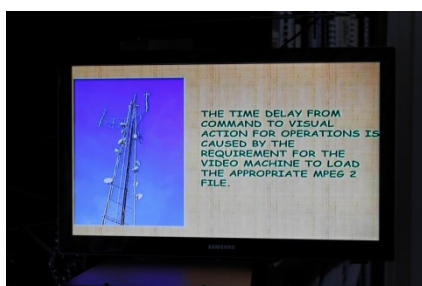 THE TIME DELAY FROM
COMMAND TO VISUAL
ACTION FOR OPERATIONS IS
CAUSED BY THE
REQUIREMENT FOR THE
VIDEO MACHINE TO LOAD
THE APPROPRIATE MPEG 2
FILE.
SAMSUNG